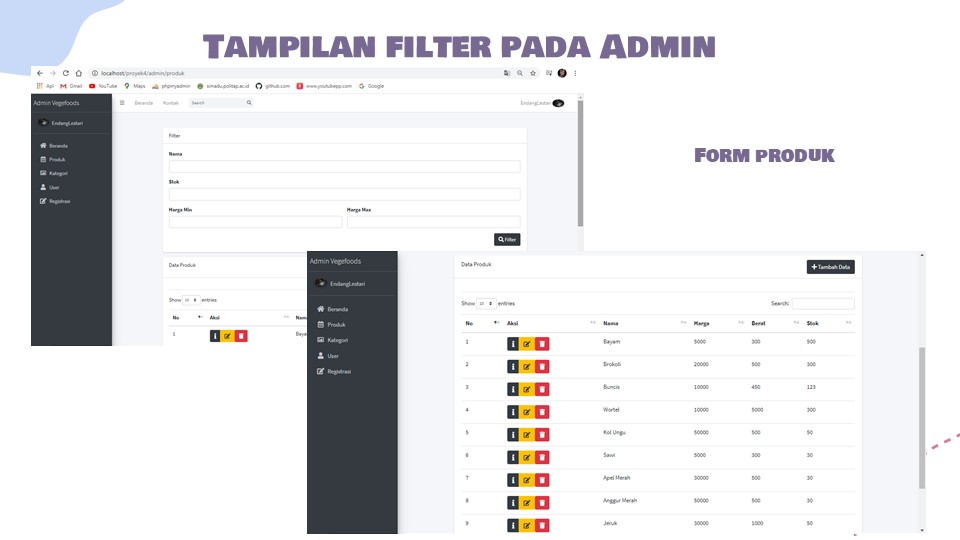 Tampilan filter pada Admin
localhost/proyek4/admin/produk
Api Gmail YouTube Maps phpmyadmin simadu.politap.ac.id github.com www.youtubepp.com Google
Admin Vegefoods
Beranda Kontak Search
EndangLestari
EndangLestari
Beranda
Produk
Kategori
User
Registrasi
Filter
Nama
Stok
Harga Min Harga Max
Filter
Data Produk
Show 10 entries
No Aksi Nama
1 Baya
Form produk
Admin Vegefoods
EndangLestari
Beranda
Produk
Kategori
User
Registrasi
Data Produk
Tambah Data
Show 10 entries Search:
No Aksi Nama Harga Berat Stok
1 Bayam 5000 300 500
2 Brokoli 20000 500 300
3 Buncis 10000 450 123
4 Wortel 10000 5000 300
5 Kol Ungu 50000 500 50
6 Sawi 5000 300 30
7 Apel Merah 30000 500 30
8 Anggur Merah 50000 500 30
9 Jeruk 30000 1000 50